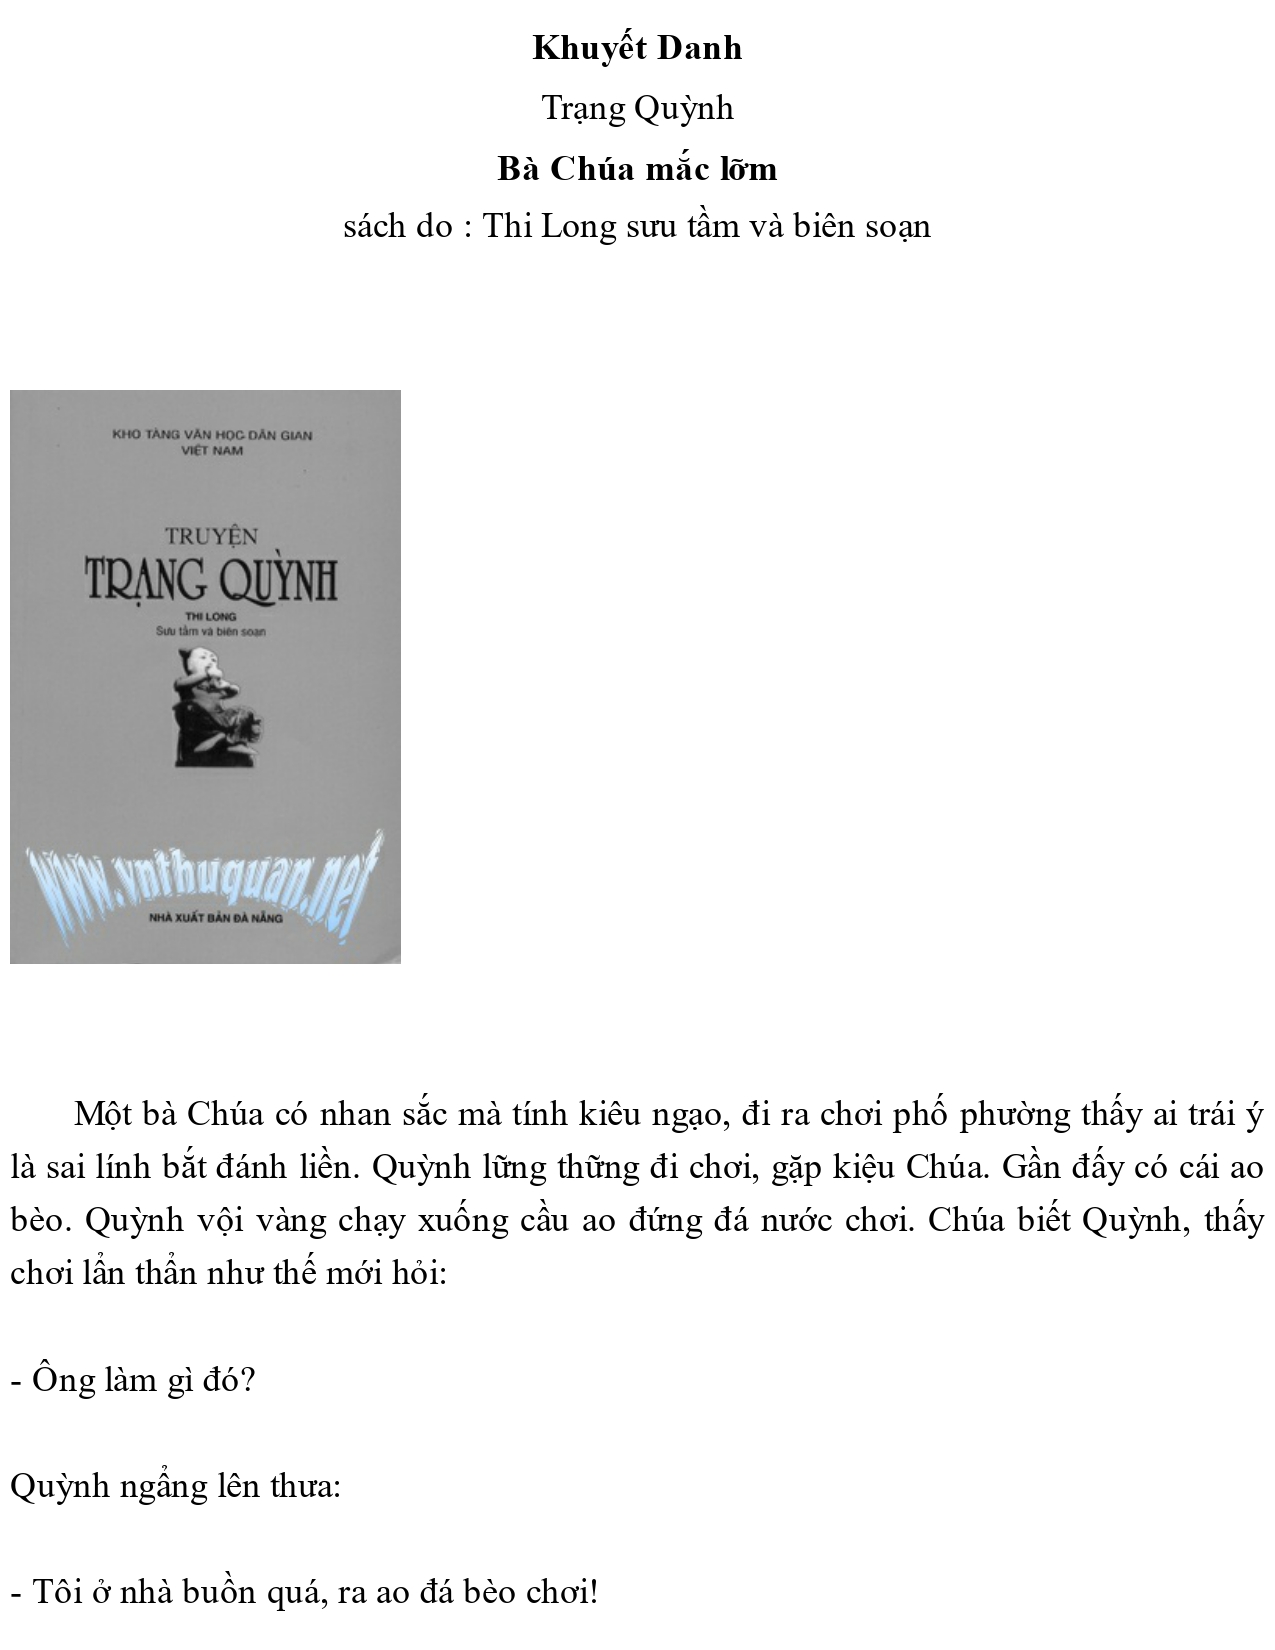 Khuyết Danh
Trạng Quỳnh
Bà Chúa mắc lỡm
sách do : Thi Long sưu tầm và biên soạn
KHO TÀNG VĂN HỌC DÂN GIAN
VIỆT NAM
TRUYỆN
TRẠNG QUỲNH
THI LONG
Sưu tầm và biên soạn
www.vnthuquan.net
NHÀ XUẤT BẢN ĐÀ NẴNG
Một bà Chúa có nhan sắc mà tính kiêu ngạo, đi ra chơi phố phường thấy ai trái ý
là sai lính bắt đánh liền. Quỳnh lững thững đi chơi, gặp kiệu Chúa. Gần đấy có cái ao
bèo. Quỳnh vội vàng chạy xuống cầu ao đứng đá nước chơi. Chúa biết Quỳnh, thấy
chơi lẩn thẩn như thế mới hỏi:
- Ông làm gì đó?
Quỳnh ngẩng lên thưa:
- Tôi ở nhà buồn quá, ra ao đá bèo chơi!